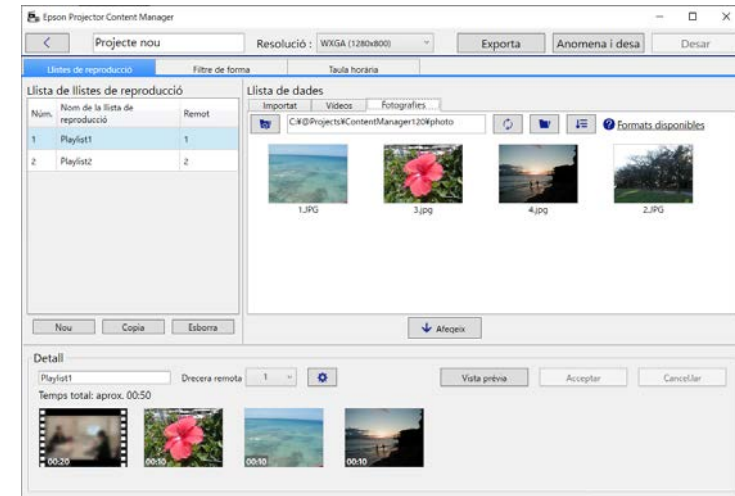 Epson Projector Content Manager
Projecte nou
Resolució :
WXGA (1280x800)
Exporta
Anomena i desa
Desar
Llistes de reproducció
Filtre de forma
Taula horària
Llista de llistes de reproducció
Núm.
Nom de la llista de reproducció
Remot
1
Playlist1
1
2
Playlist2
2
Nou
Copia
Esborra
Llista de dades
Importat
Vídeos
Fotografies
C:¥@Projects¥ContentManager120¥photo
Formats disponibles
1.JPG
3.jpg
4.jpg
2.JPG
Afegeix
Detall
Playlist1
Drecera remota
1
Vista prèvia
Acceptar
Cancel.lar
Temps total: aprox. 00:50
00:20
00:10
00:10
00:10